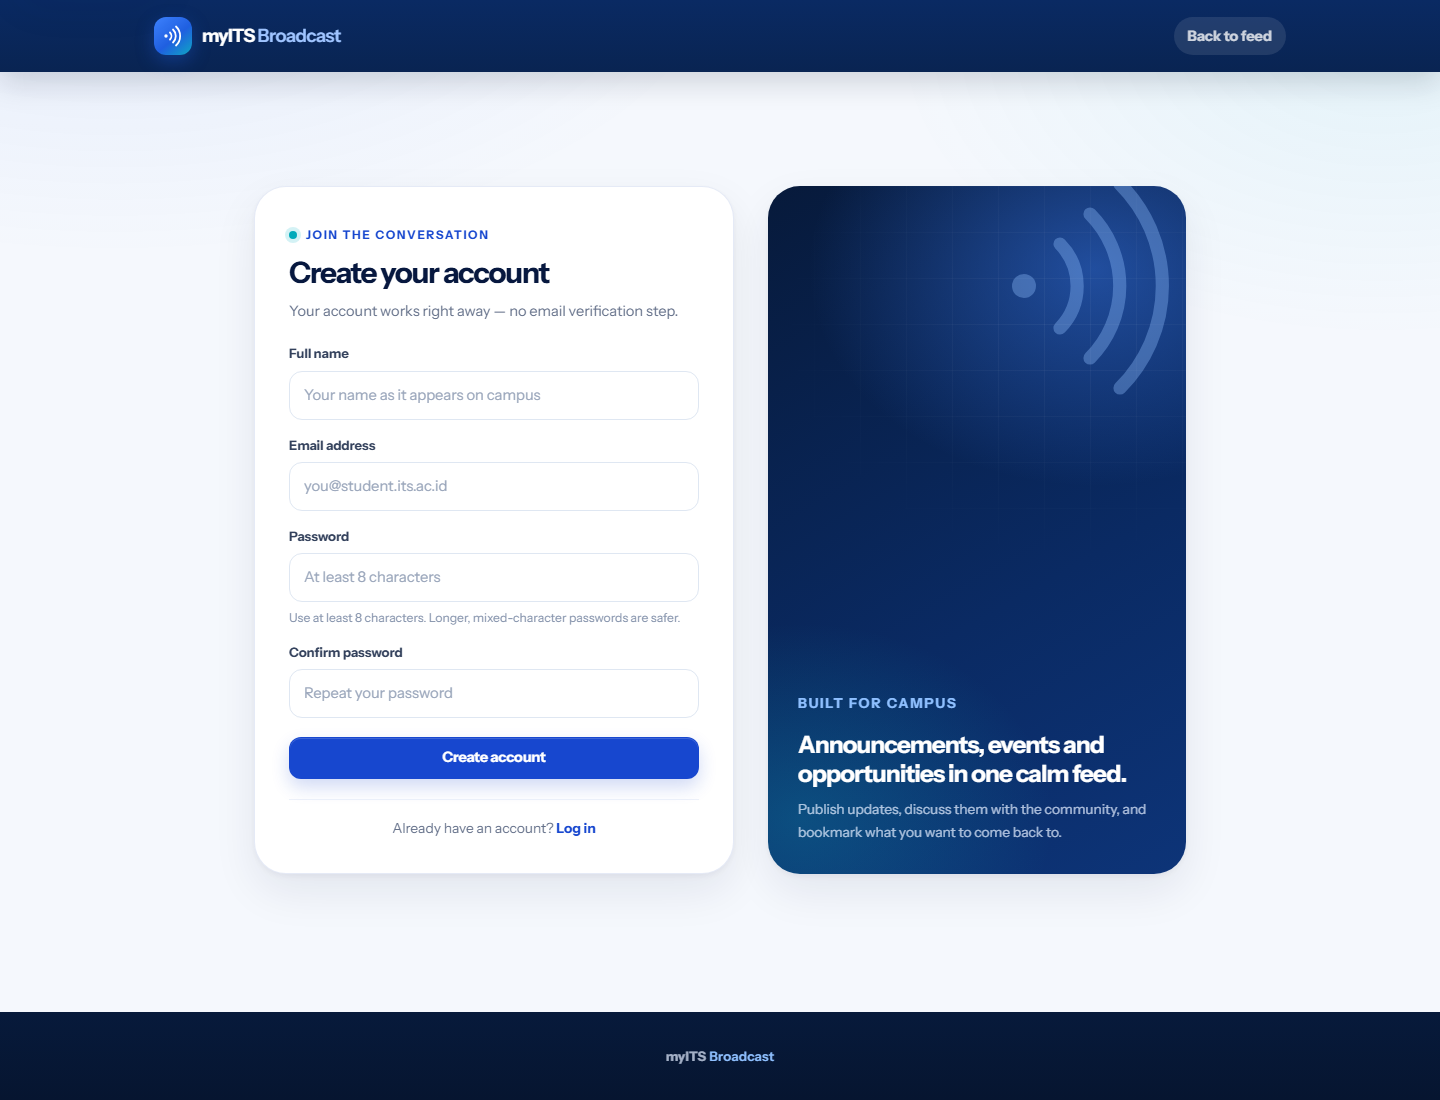 myITS Broadcast
Back to feed
JOIN THE CONVERSATION
Create your account
Your account works right away — no email verification step.
Full name
Your name as it appears on campus
Email address
you@student.its.ac.id
Password
At least 8 characters
Use at least 8 characters. Longer, mixed-character passwords are safer.
Confirm password
Repeat your password
Create account
Already have an account? Log in
BUILT FOR CAMPUS
Announcements, events and
opportunities in one calm feed.
Publish updates, discuss them with the community, and
bookmark what you want to come back to.
myITS Broadcast